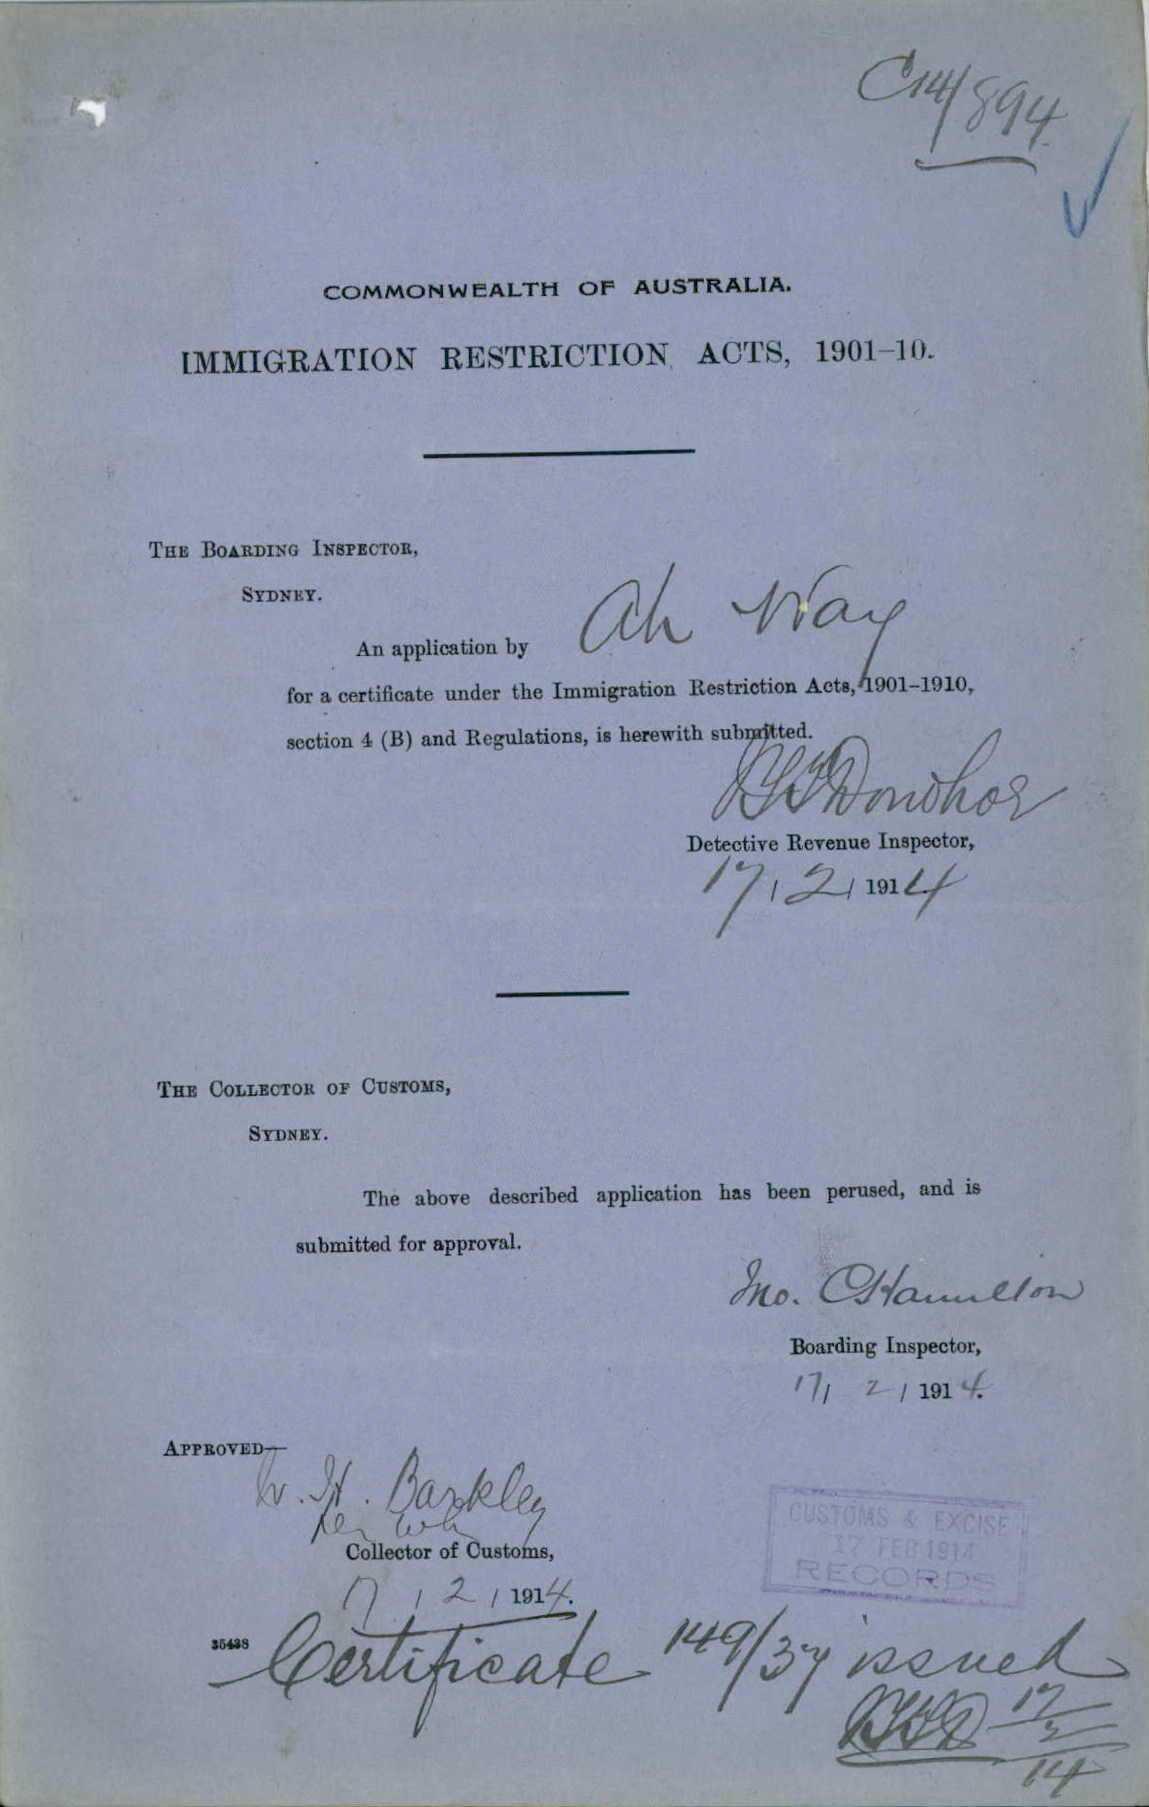 C14/894.
COMMONWEALTH OF AUSTRALIA.
IMMIGRATION RESTRICTION ACTS, 1901–10.
THE BOARDING INSPECTOR,
SYDNEY.
An application by Ah Way
for a certificate under the Immigration Restriction Acts, 1901–1910,
section 4 (B) and Regulations, is herewith submitted.
Donohoe
Detective Revenue Inspector,
17/2/1914
THE COLLECTOR OF CUSTOMS,
SYDNEY.
The above described application has been perused, and is
submitted for approval.
Jno. C Hamilton
Boarding Inspector,
17/2/1914.
APPROVED—
W. H. Barkley
Collector of Customs,
17/2/1914.
CUSTOMS & EXCISE
17 FEB 1914
RECORDS
35438
Certificate 149/37 issued
17/2/14